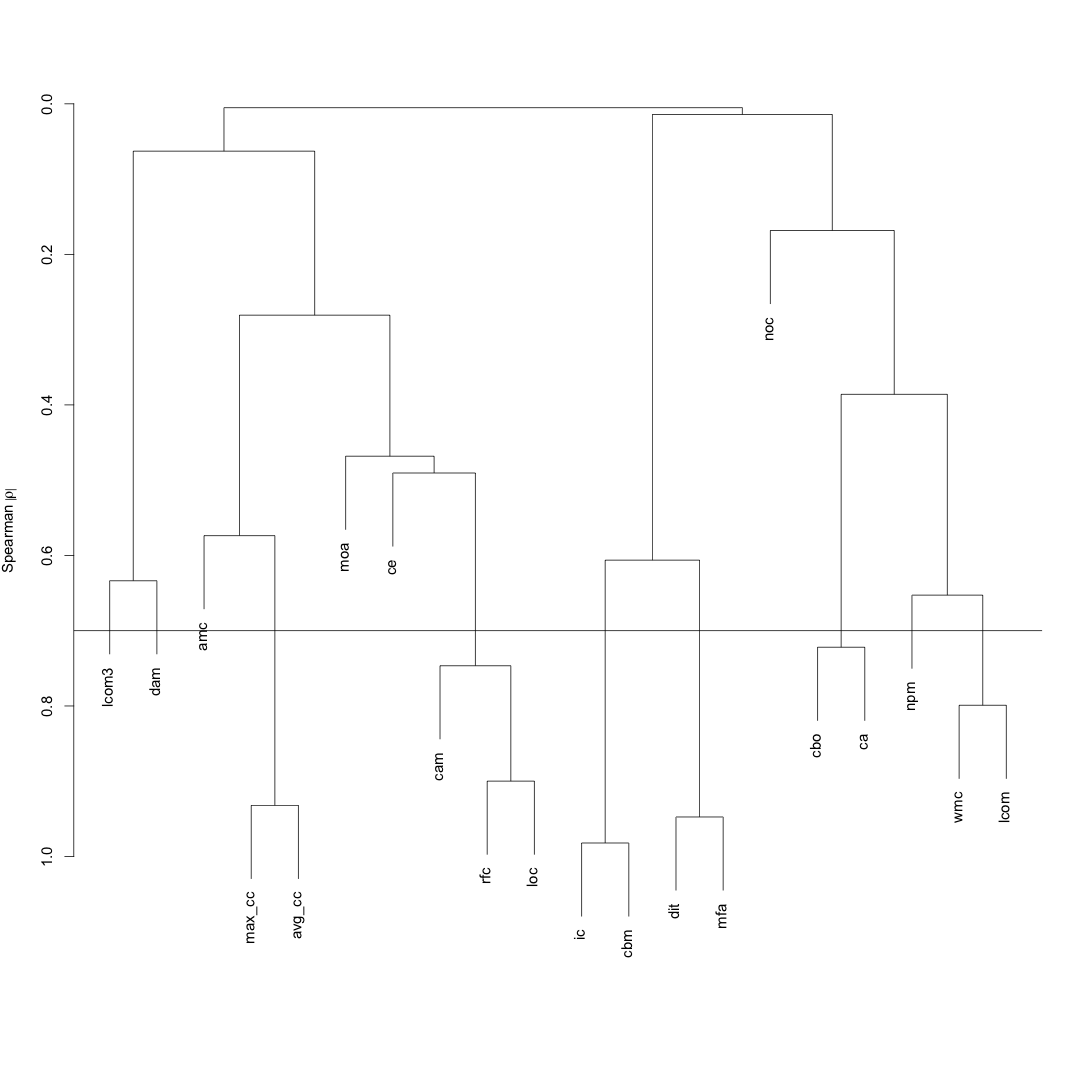 Spearman |ρ|
0.0
0.2
0.4
0.6
0.8
1.0
lcom3
dam
amc
max_cc
avg_cc
moa
ce
cam
rfc
loc
ic
cbm
dit
mfa
noc
cbo
ca
npm
wmc
lcom